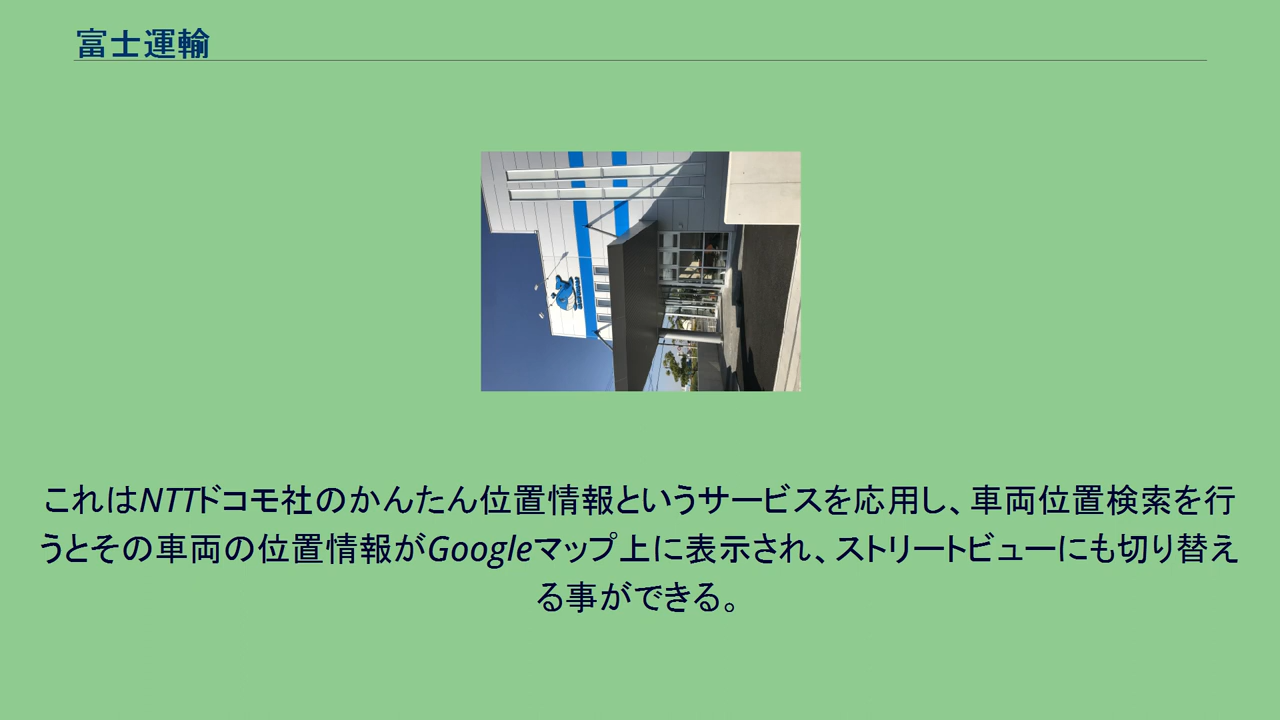 富士運輸
これはNTTドコモ社のかんたん位置情報というサービスを応用し、車両位置検索を行
うとその車両の位置情報がGoogleマップ上に表示され、ストリートビューにも切り替え
る事ができる。